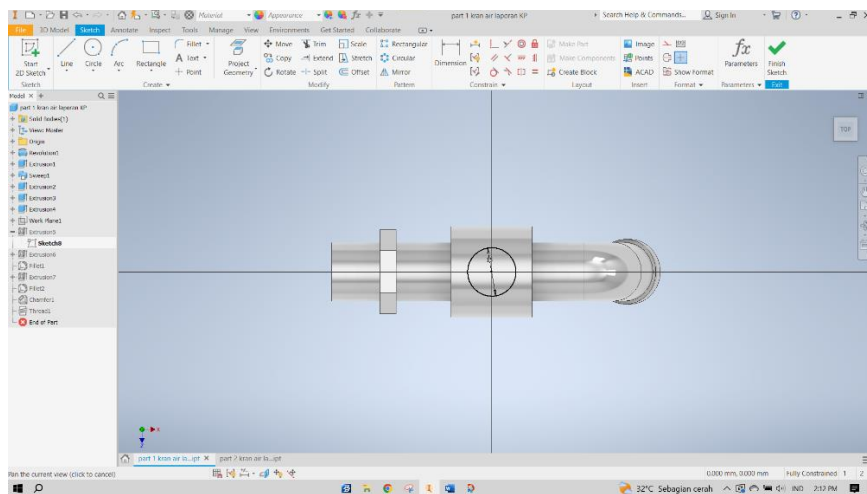 Material
Appearance
part 1 kran air laporan KP
Search Help & Commands...
Sign In
File 3D Model Sketch Annotate Inspect Tools Manage View Environments Get Started Collaborate
Start 2D Sketch
Line
Circle
Arc
Rectangle
Fillet
Text
Point
Project Geometry
Move Trim Scale
Copy Extend Stretch
Rotate Split Offset
Rectangular
Circular
Mirror
Dimension
Make Part
Make Components
Create Block
Image
Points
ACAD
Show Format
fx
Parameters
Finish Sketch
Sketch Create Modify Pattern Constrain Layout Insert Format Parameters Exit
Model
part 1 kran air laporan KP
Solid Bodies(1)
View: Master
Origin
Revolution1
Extrusion1
Sweep1
Extrusion2
Extrusion3
Extrusion4
Work Plane1
Extrusion5
Sketch9
Extrusion6
Fillet1
Extrusion7
Fillet2
Chamfer1
Thread1
End of Part
TOP
part 1 kran air la...ipt
part 2 kran air la...ipt
Pan the current view (click to cancel)
0.000 mm, 0.000 mm Fully Constrained 1 2
32°C Sebagian cerah
IND
2:12 PM